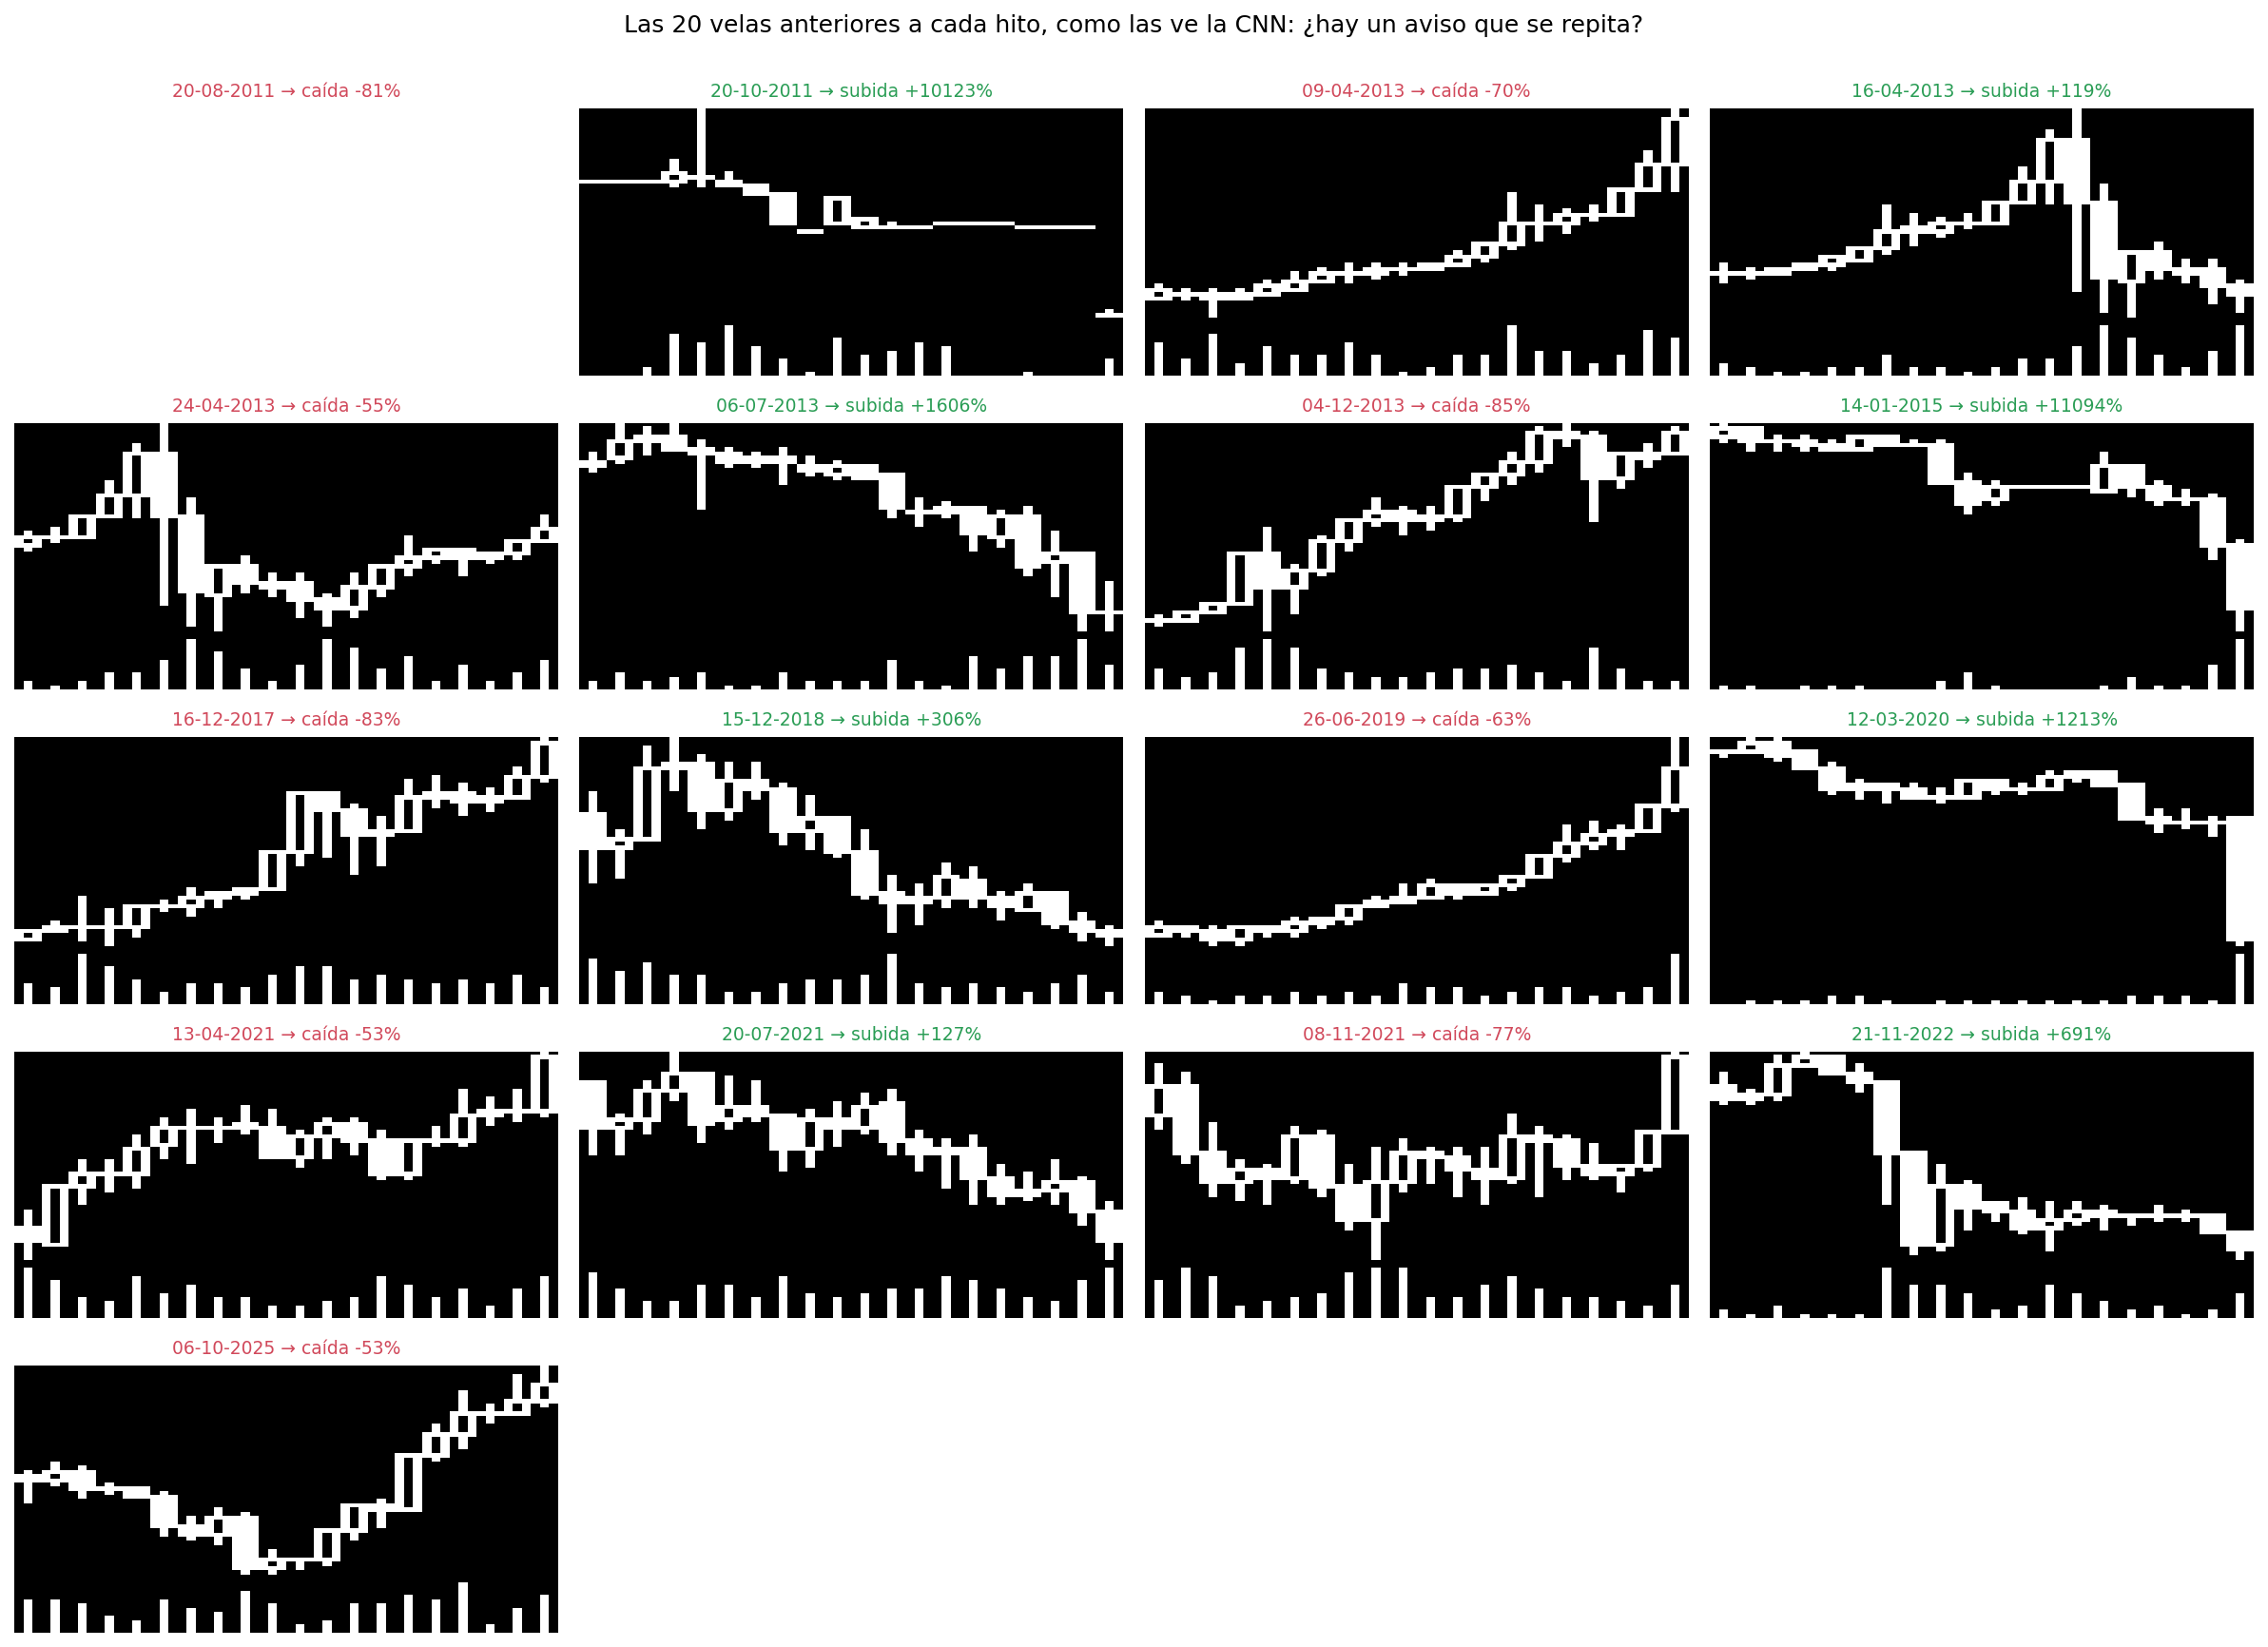 Las 20 velas anteriores a cada hito, como las ve la CNN: ¿hay un aviso que se repita?
20-08-2011 → caída -81%
20-10-2011 → subida +10123%
09-04-2013 → caída -70%
16-04-2013 → subida +119%
24-04-2013 → caída -55%
06-07-2013 → subida +1606%
04-12-2013 → caída -85%
14-01-2015 → subida +11094%
16-12-2017 → caída -83%
15-12-2018 → subida +306%
26-06-2019 → caída -63%
12-03-2020 → subida +1213%
13-04-2021 → caída -53%
20-07-2021 → subida +127%
08-11-2021 → caída -77%
21-11-2022 → subida +691%
06-10-2025 → caída -53%